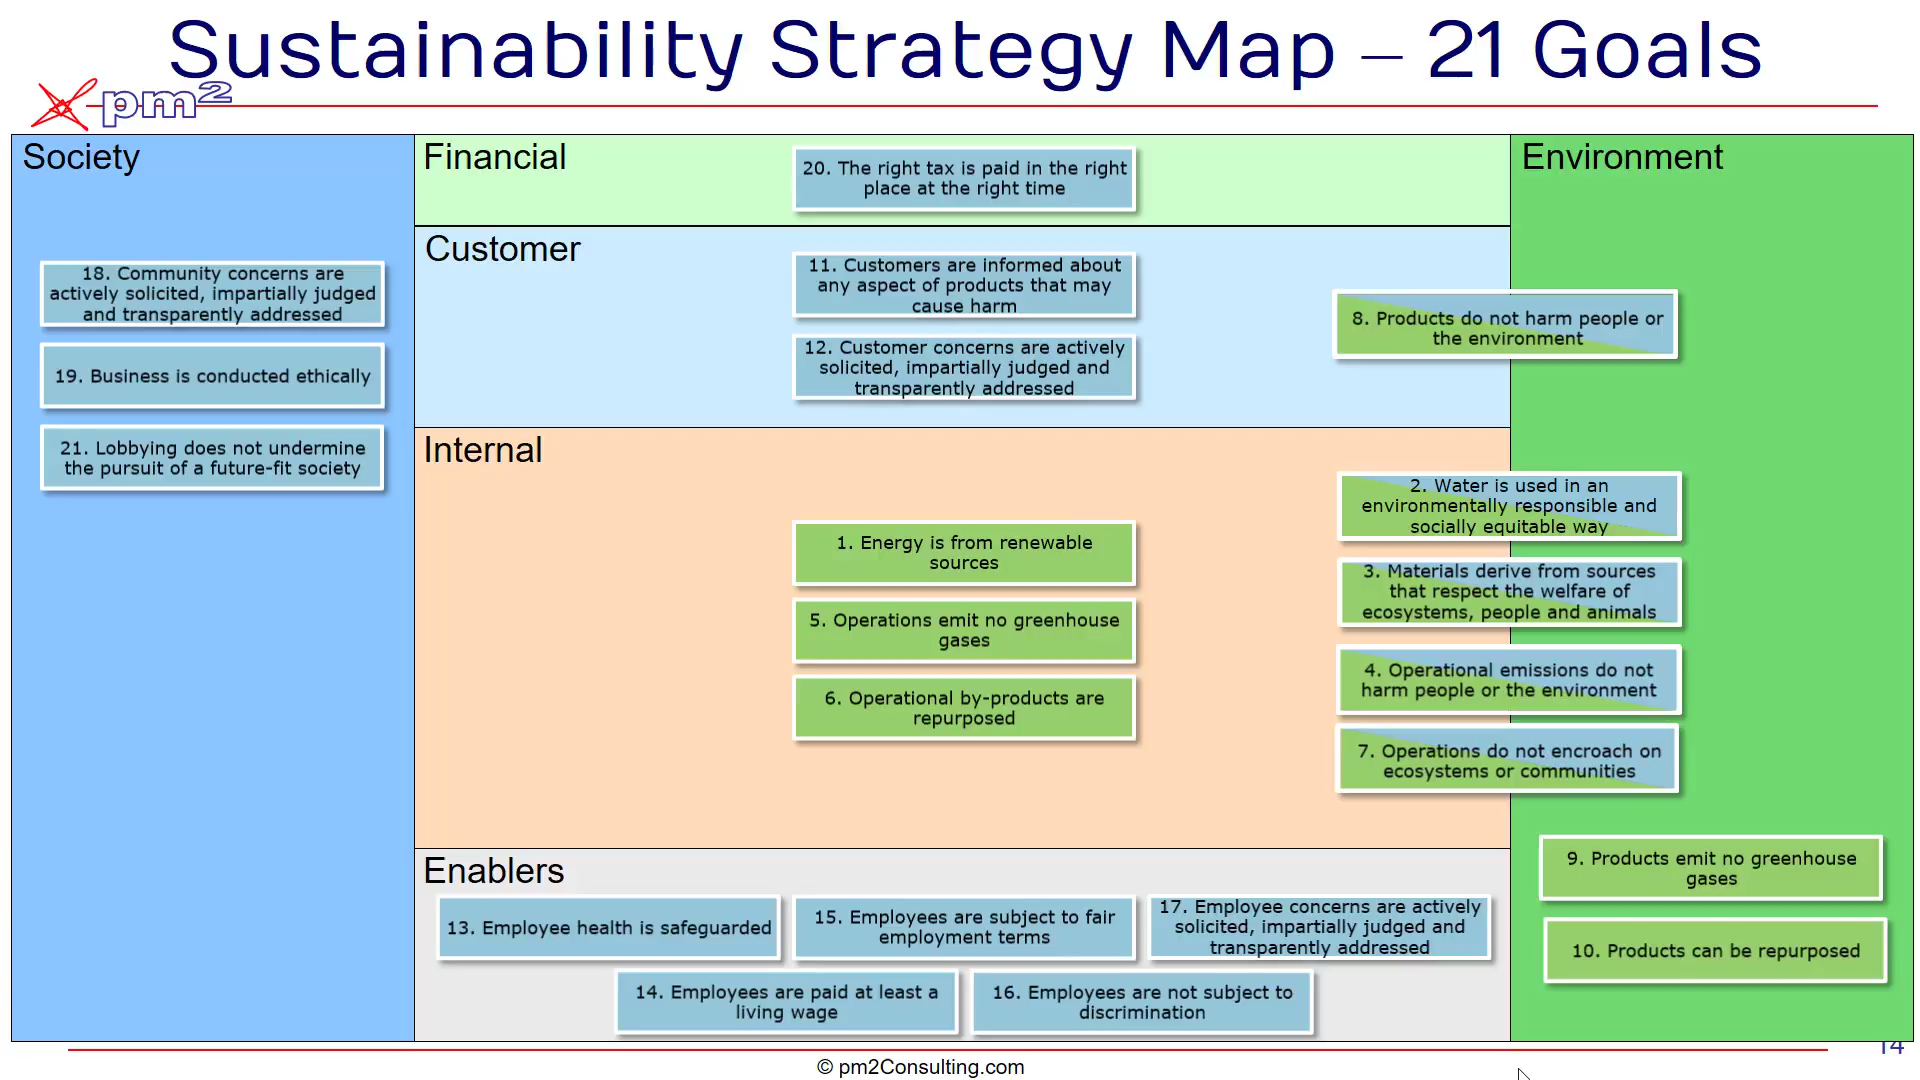 Sustainability Strategy Map – 21 Goals
pm2
Society
18. Community concerns are
actively solicited, impartially judged
and transparently addressed
19. Business is conducted ethically
21. Lobbying does not undermine
the pursuit of a future-fit society
Financial
20. The right tax is paid in the right
place at the right time
Customer
11. Customers are informed about
any aspect of products that may
cause harm
12. Customer concerns are actively
solicited, impartially judged and
transparently addressed
Internal
1. Energy is from renewable
sources
5. Operations emit no greenhouse
gases
6. Operational by-products are
repurposed
Enablers
13. Employee health is safeguarded
15. Employees are subject to fair
employment terms
17. Employee concerns are actively
solicited, impartially judged and
transparently addressed
14. Employees are paid at least a
living wage
16. Employees are not subject to
discrimination
Environment
8. Products do not harm people or
the environment
2. Water is used in an
environmentally responsible and
socially equitable way
3. Materials derive from sources
that respect the welfare of
ecosystems, people and animals
4. Operational emissions do not
harm people or the environment
7. Operations do not encroach on
ecosystems or communities
9. Products emit no greenhouse
gases
10. Products can be repurposed
© pm2Consulting.com
14